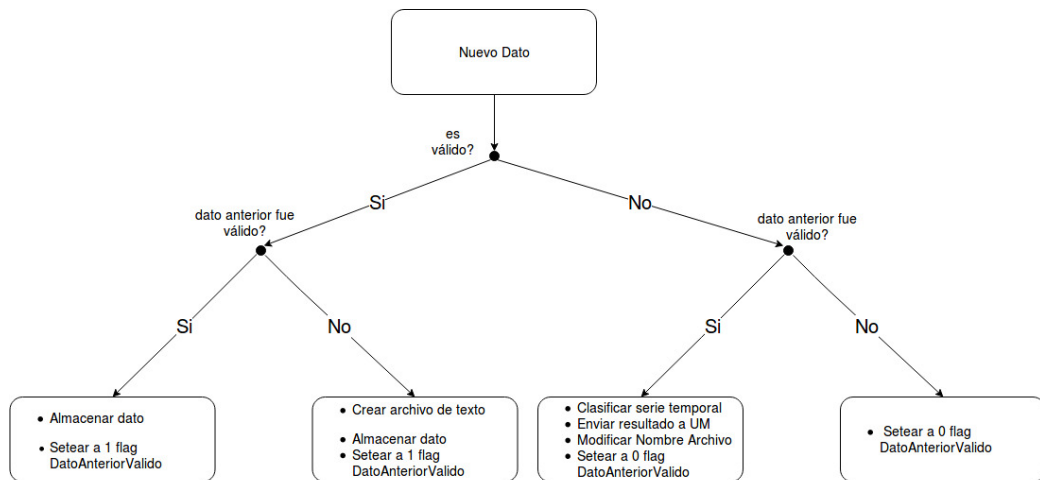 Nuevo Dato
es
válido?
Si
No
dato anterior fue
válido?
dato anterior fue
válido?
Si
No
Si
No
• Almacenar dato
• Setear a 1 flag
DatoAnteriorValido
• Crear archivo de texto
• Almacenar dato
• Setear a 1 flag
DatoAnteriorValido
• Clasificar serie temporal
• Enviar resultado a UM
• Modificar Nombre Archivo
• Setear a 0 flag
DatoAnteriorValido
• Setear a 0 flag
DatoAnteriorValido